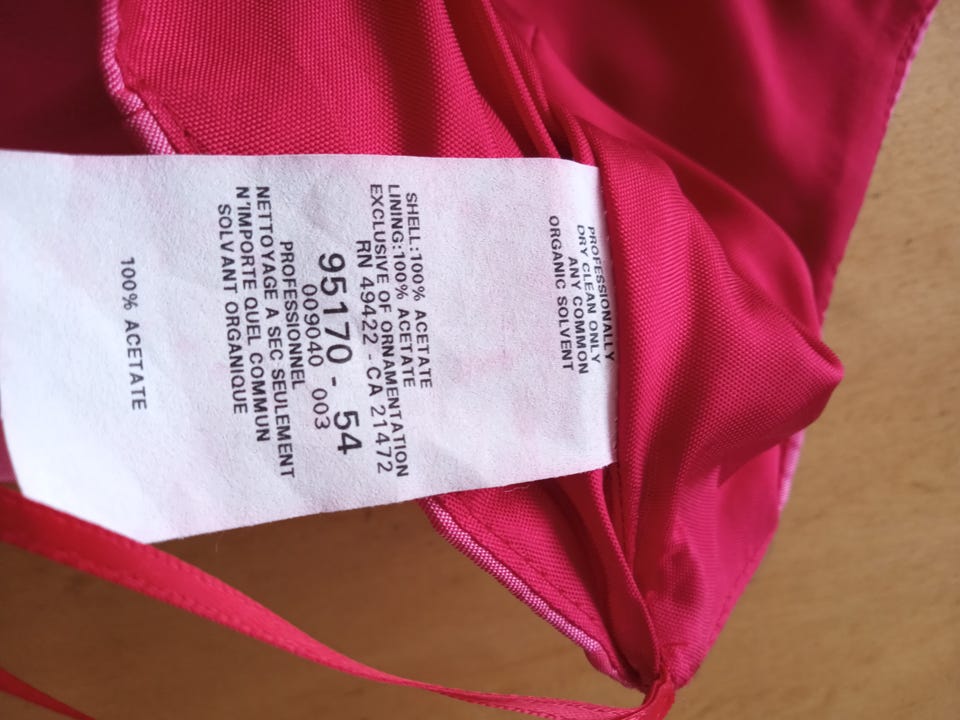 PROFESSIONALLY
DRY CLEAN ONLY
ANY COMMON
ORGANIC SOLVENT
SHELL:100% ACETATE
LINING:100% ACETATE
EXCLUSIVE OF ORNAMENTATION
RN 49422 - CA 21472
95170 - 54
009040 003
PROFESSIONNEL
NETTOYAGE A SEC SEULEMENT
N'IMPORTE QUEL COMMUN
SOLVANT ORGANIQUE
100% ACETATE